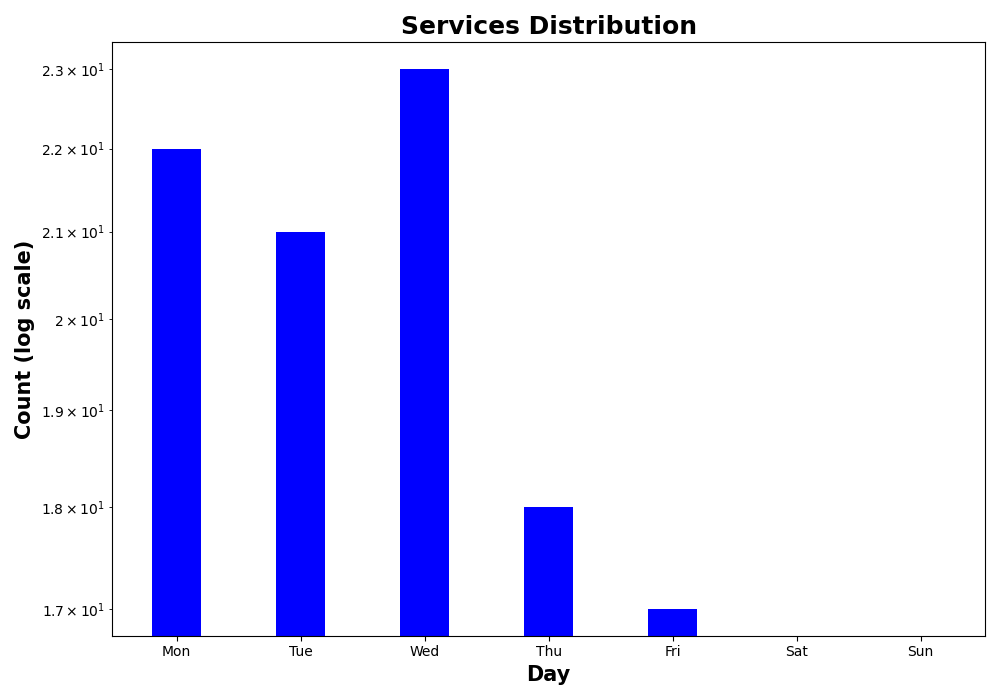 Services Distribution
Count (log scale)
2.3 × 10¹
2.2 × 10¹
2.1 × 10¹
2 × 10¹
1.9 × 10¹
1.8 × 10¹
1.7 × 10¹
Mon Tue Wed Thu Fri Sat Sun
Day